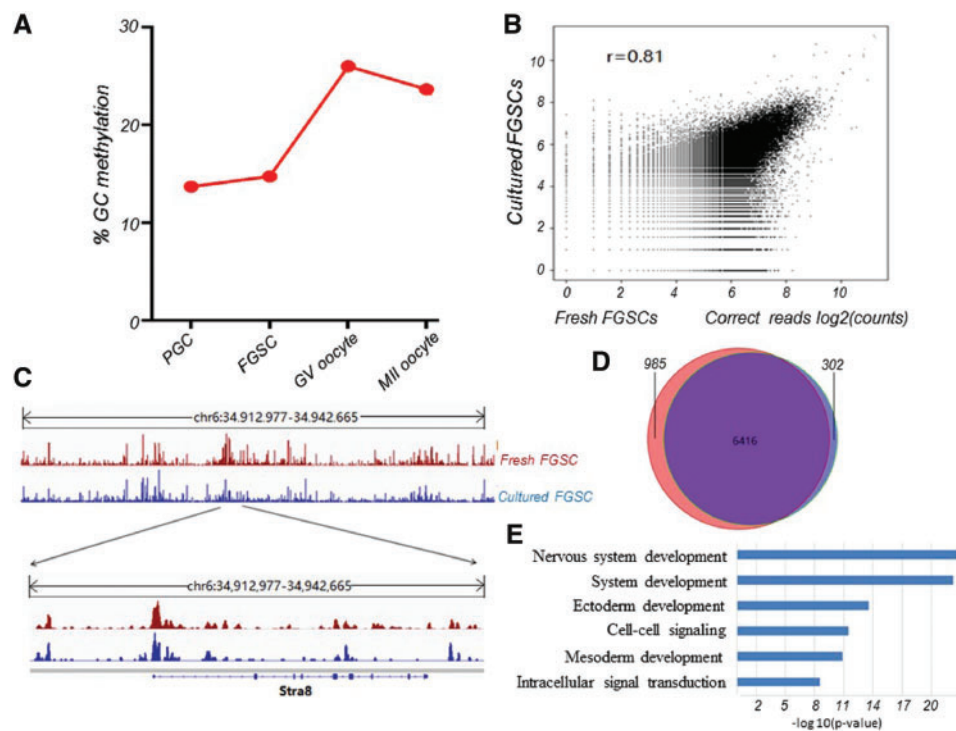 A
30
20
10
0
% GC methylation
PGC
FGSC
GV oocyte
MII oocyte
B
r=0.81
10
8
6
4
2
0
Cultured FGSCs
0 2 4 6 8 10
Fresh FGSCs Correct reads log2(counts)
C
chr6:34.912.977-34.942.665
Fresh FGSC
Cultured FGSC
chr6:34,912,977-34,942,665
Stra8
D
985
302
6416
E
Nervous system development
System development
Ectoderm development
Cell-cell signaling
Mesoderm development
Intracellular signal transduction
2 5 8 11 14 17 20
-log10(p-value)